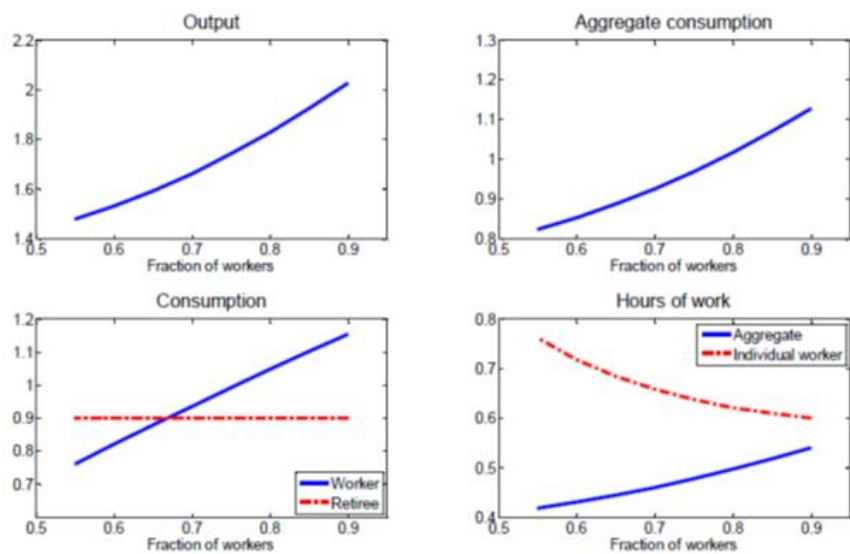 Output
2.2
2
1.8
1.6
1.4
0.5 0.6 0.7 0.8 0.9
Fraction of workers
Aggregate consumption
1.3
1.2
1.1
1
0.9
0.8
0.5 0.6 0.7 0.8 0.9
Fraction of workers
Consumption
1.2
1.1
1
0.9
0.8
0.7
Worker
Retiree
0.5 0.6 0.7 0.8 0.9
Fraction of workers
Hours of work
0.8
0.7
0.6
0.5
0.4
Aggregate
Individual worker
0.5 0.6 0.7 0.8 0.9
Fraction of workers